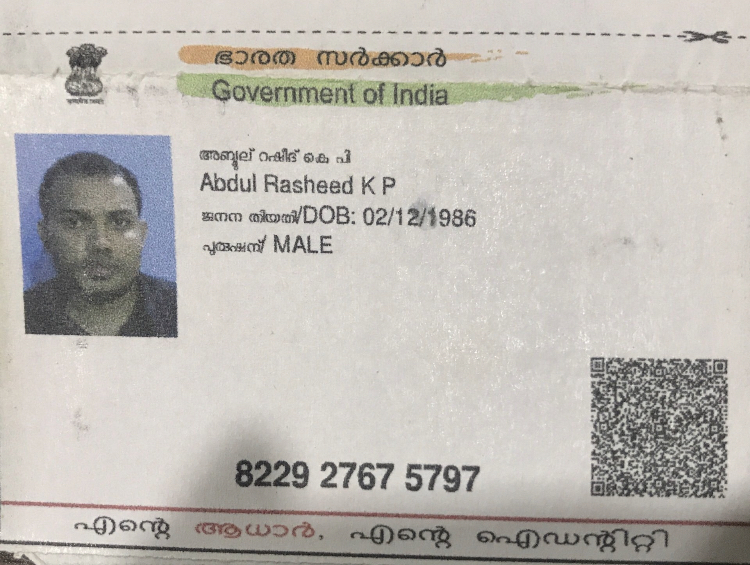 ഭാരത സർക്കാർ
Government of India
അബ്ദുല് റഷീദ് കെ പി
Abdul Rasheed K P
ജനന തിയതി/DOB: 02/12/1986
പുരുഷന്/ MALE
8229 2767 5797
എന്റെ ആധാർ, എന്റെ ഐഡന്റിറ്റി